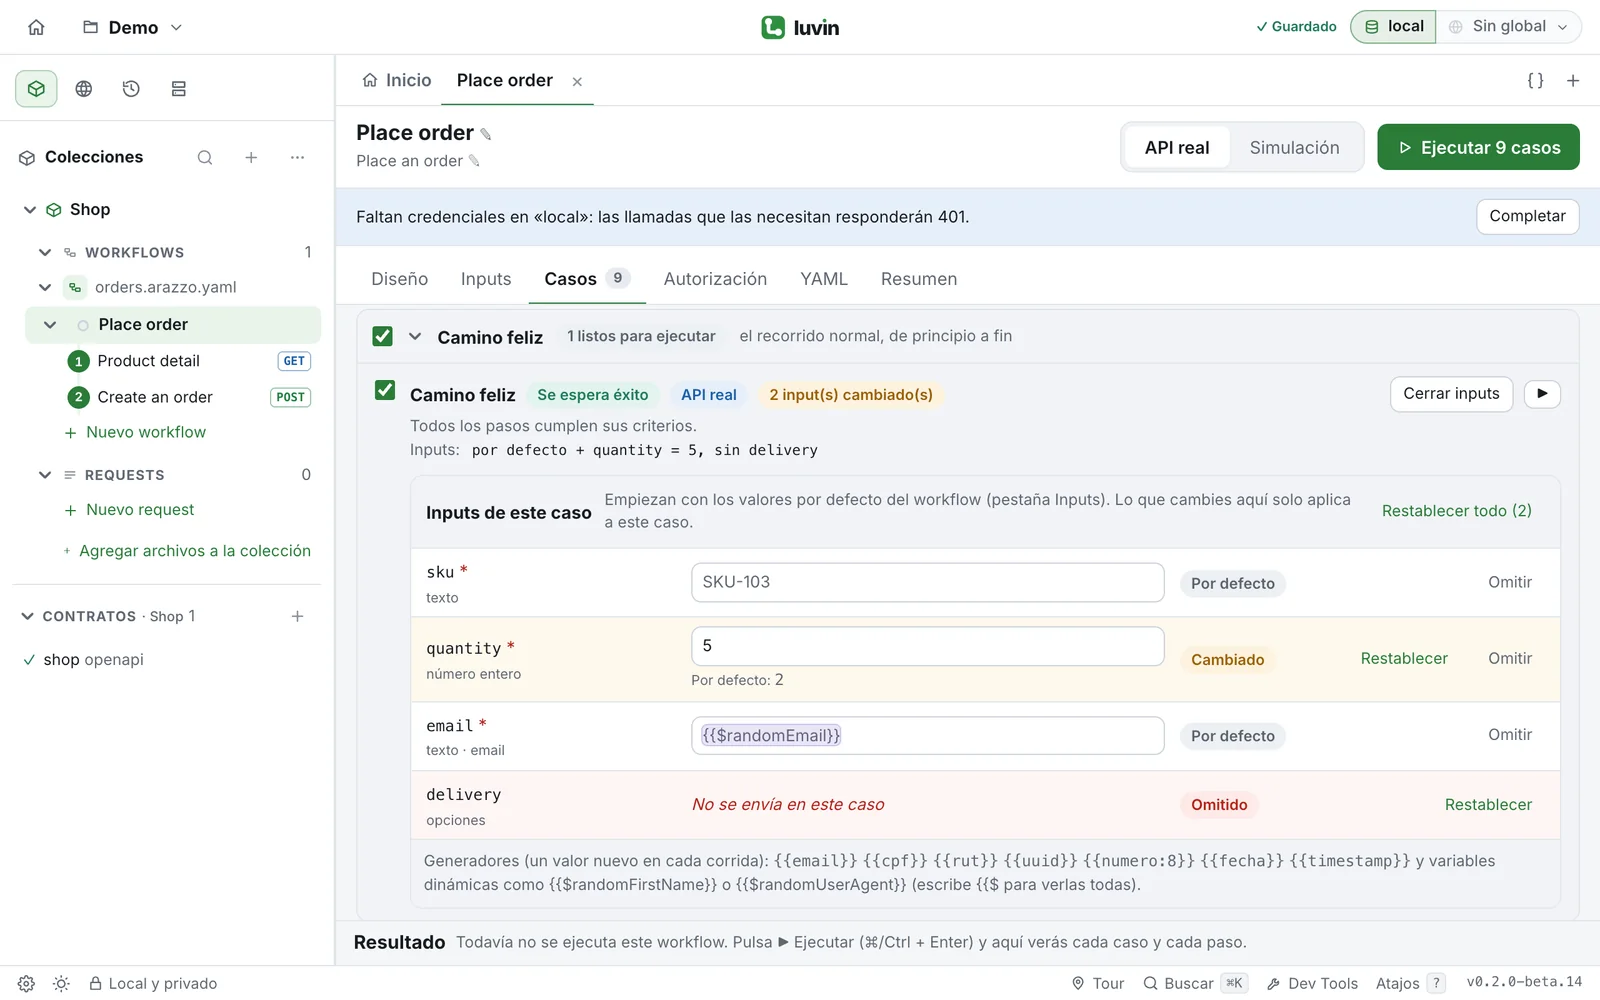 Demo
luvin
Guardado
local
Sin global
Inicio
Place order
{}
Colecciones
Shop
WORKFLOWS 1
orders.arazzo.yaml
Place order
1 Product detail GET
2 Create an order POST
+ Nuevo workflow
REQUESTS 0
+ Nuevo request
+ Agregar archivos a la colección
CONTRATOS · Shop 1
shop openapi
Place order
Place an order
API real
Simulación
Ejecutar 9 casos
Faltan credenciales en «local»: las llamadas que las necesitan responderán 401.
Completar
Diseño
Inputs
Casos 9
Autorización
YAML
Resumen
Camino feliz 1 listos para ejecutar el recorrido normal, de principio a fin
Camino feliz Se espera éxito API real 2 input(s) cambiado(s)
Cerrar inputs
Todos los pasos cumplen sus criterios.
Inputs: por defecto + quantity = 5, sin delivery
Inputs de este caso
Empiezan con los valores por defecto del workflow (pestaña Inputs). Lo que cambies aquí solo aplica
a este caso.
Restablecer todo (2)
sku *
texto
SKU-103
Por defecto
Omitir
quantity *
número entero
5
Por defecto: 2
Cambiado
Restablecer
Omitir
email *
texto · email
{{$randomEmail}}
Por defecto
Omitir
delivery
opciones
No se envía en este caso
Omitido
Restablecer
Generadores (un valor nuevo en cada corrida): {{email}} {{cpf}} {{rut}} {{uuid}} {{numero:8}} {{fecha}} {{timestamp}} y variables
dinámicas como {{$randomFirstName}} o {{$randomUserAgent}} (escribe {{$ para verlas todas).
Resultado Todavía no se ejecuta este workflow. Pulsa ▶ Ejecutar (⌘/Ctrl + Enter) y aquí verás cada caso y cada paso.
Local y privado
Tour
Buscar ⌘K
Dev Tools
Atajos ?
v0.2.0-beta.14